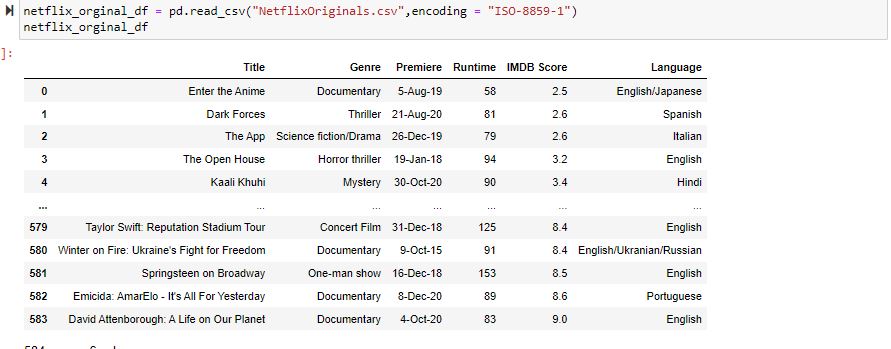 netflix_orginal_df = pd.read_csv("NetflixOriginals.csv",encoding = "ISO-8859-1")
netflix_orginal_df
]:
Title Genre Premiere Runtime IMDB Score Language
0 Enter the Anime Documentary 5-Aug-19 58 2.5 English/Japanese
1 Dark Forces Thriller 21-Aug-20 81 2.6 Spanish
2 The App Science fiction/Drama 26-Dec-19 79 2.6 Italian
3 The Open House Horror thriller 19-Jan-18 94 3.2 English
4 Kaali Khuhi Mystery 30-Oct-20 90 3.4 Hindi
... ... ... ... ... ... ...
579 Taylor Swift: Reputation Stadium Tour Concert Film 31-Dec-18 125 8.4 English
580 Winter on Fire: Ukraine's Fight for Freedom Documentary 9-Oct-15 91 8.4 English/Ukranian/Russian
581 Springsteen on Broadway One-man show 16-Dec-18 153 8.5 English
582 Emicida: AmarElo - It's All For Yesterday Documentary 8-Dec-20 89 8.6 Portuguese
583 David Attenborough: A Life on Our Planet Documentary 4-Oct-20 83 9.0 English